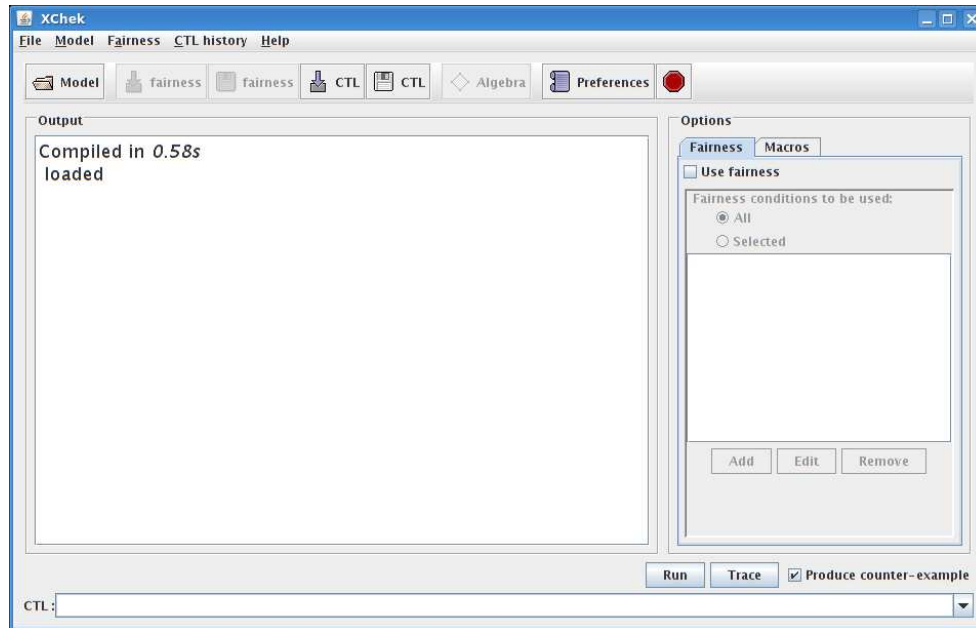 XChek
File Model Fairness CTL history Help
Model fairness fairness CTL CTL Algebra Preferences
Output
Compiled in 0.58s
loaded
Options
Fairness Macros
Use fairness
Fairness conditions to be used:
All
Selected
Add Edit Remove
Run Trace Produce counter-example
CTL: